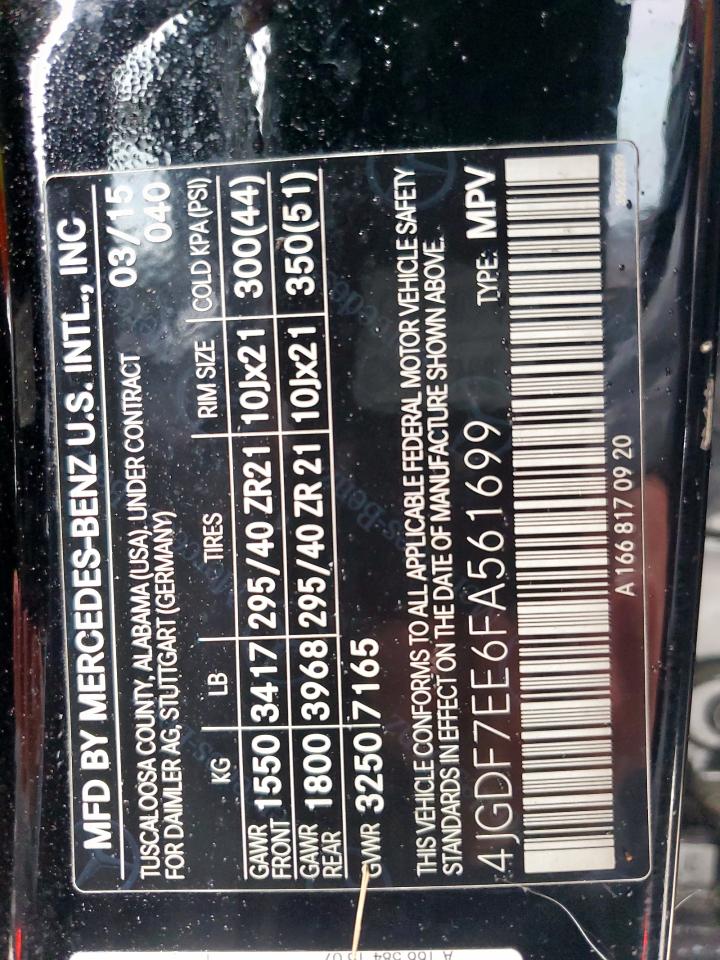 MFD BY MERCEDES-BENZ U.S. INTL., INC
TUSCALOOSA COUNTY, ALABAMA (USA), UNDER CONTRACT 03/15
FOR DAIMLER AG, STUTTGART (GERMANY) 040
KG LB TIRES RIM SIZE COLD KPA (PSI)
GAWR FRONT 1550 3417 295/40 ZR21 10Jx21 300(44)
GAWR REAR 1800 3968 295/40 ZR 21 10Jx21 350(51)
GVWR 3250 7165
THIS VEHICLE CONFORMS TO ALL APPLICABLE FEDERAL MOTOR VEHICLE SAFETY
STANDARDS IN EFFECT ON THE DATE OF MANUFACTURE SHOWN ABOVE.
4JGDF7EE6FA561699 TYPE: MPV
A 166 817 09 20